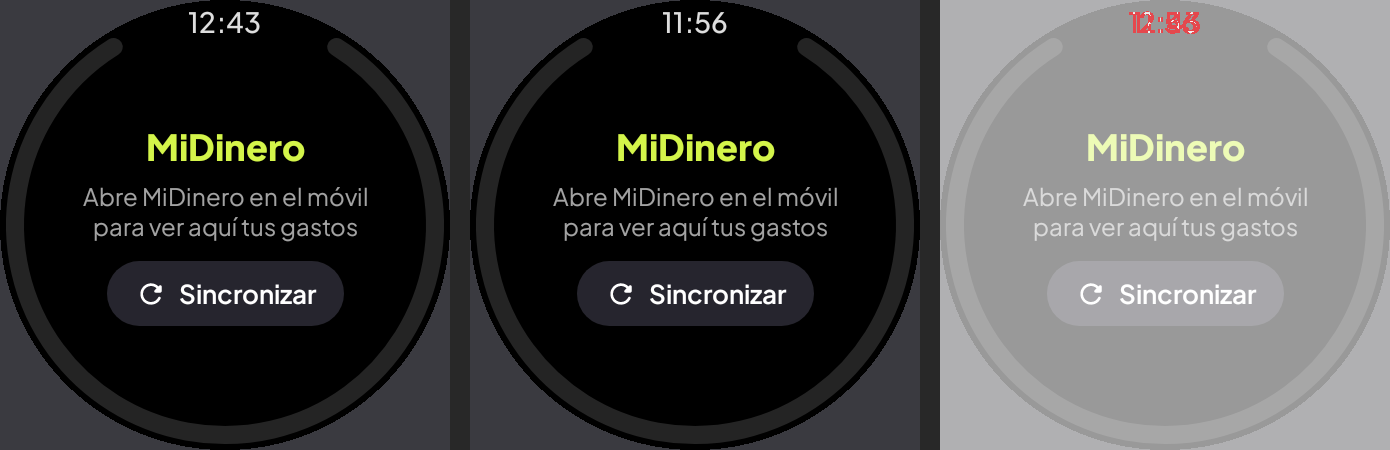 12:43
MiDinero
Abre MiDinero en el móvil
para ver aquí tus gastos
Sincronizar
11:56
MiDinero
Abre MiDinero en el móvil
para ver aquí tus gastos
Sincronizar
MiDinero
Abre MiDinero en el móvil
para ver aquí tus gastos
Sincronizar